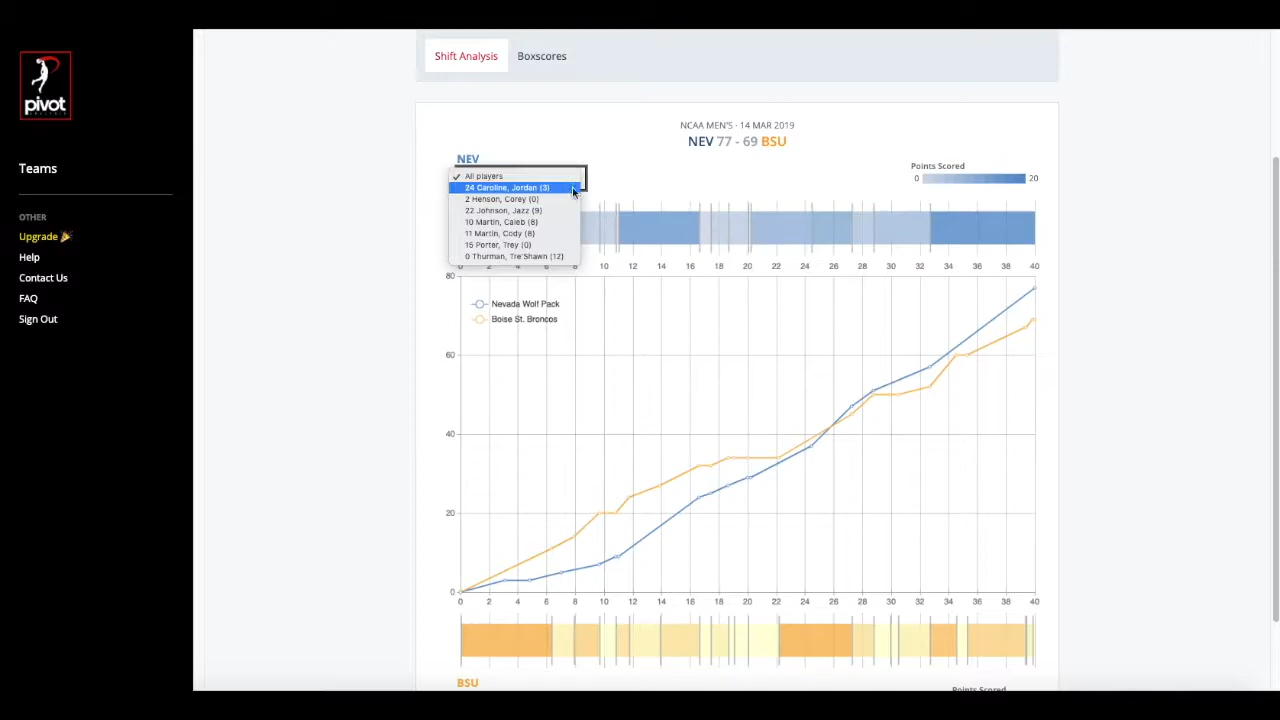 pivot
Teams
OTHER
Upgrade 🎉
Help
Contact Us
FAQ
Sign Out
Shift Analysis
Boxscores
NCAA MEN'S · 14 MAR 2019
NEV 77 - 69 BSU
NEV
Points Scored
0 20
✓ All players
24 Caroline, Jordan (3)
2 Henson, Corey (0)
22 Johnson, Jazz (9)
10 Martin, Caleb (8)
11 Martin, Cody (8)
15 Porter, Trey (0)
0 Thurman, Tre'Shawn (12)
0 10 12 14 16 18 20 22 24 26 28 30 32 34 36 38 40
80
Nevada Wolf Pack
Boise St. Broncos
60
40
20
0
0 2 4 6 8 10 12 14 16 18 20 22 24 26 28 30 32 34 36 38 40
BSU
Points Scored